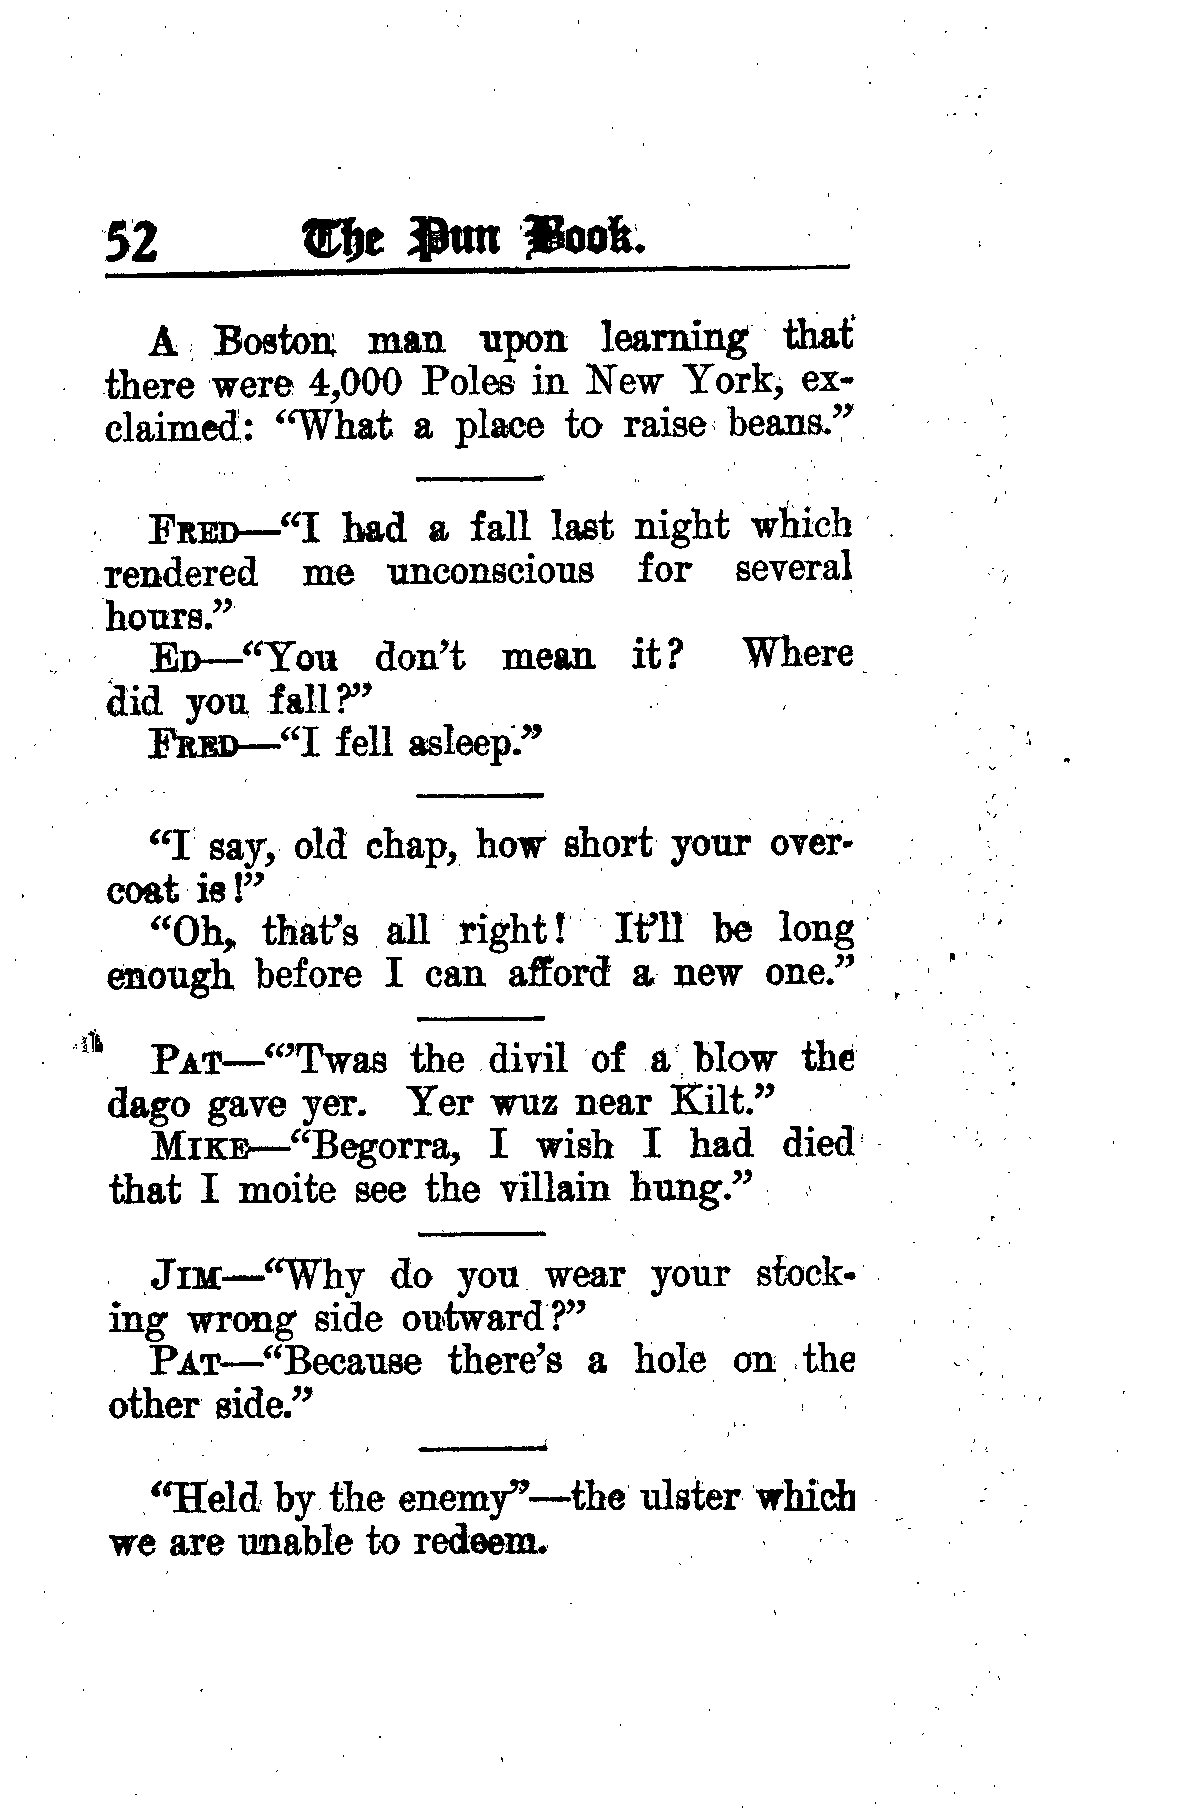 52 The Pun Book.
A Boston man upon learning that
there were 4,000 Poles in New York, ex-
claimed: “What a place to raise beans.”
FRED—“I had a fall last night which
rendered me unconscious for several
hours.”
ED—“You don’t mean it? Where
did you fall?”
FRED—“I fell asleep.”
“I say, old chap, how short your over-
coat is!”
“Oh, that’s all right! It’ll be long
enough before I can afford a new one.”
PAT—“’Twas the divil of a blow the
dago gave yer. Yer wuz near Kilt.”
MIKE—“Begorra, I wish I had died
that I moite see the villain hung.”
JIM—“Why do you wear your stock-
ing wrong side outward?”
PAT—“Because there’s a hole on the
other side.”
“Held by the enemy”—the ulster which
we are unable to redeem.